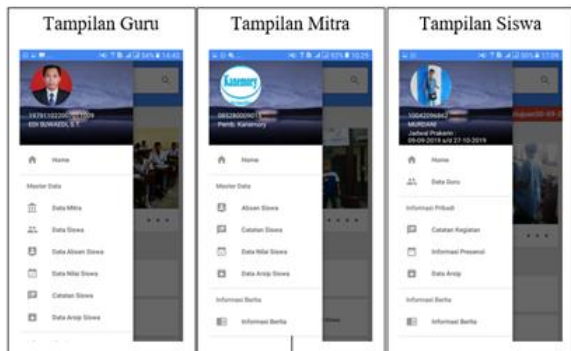 Tampilan Guru
EDI SUWAEDI, S.T
Home
Master Data
Data Mitra
Data Siswa
Data Absen Siswa
Data Nilai Siswa
Catatan Siswa
Data Arsip Siswa
Tampilan Mitra
Kanemory
Pemb. Kanemory
Home
Master Data
Absen Siswa
Catatan Siswa
Data Nilai Siswa
Data Arsip Siswa
Informasi Berita
Informasi Berita
Tampilan Siswa
MURDANI
Jadwal Prakerin :
09-09-2019 s/d 27-10-2019
Home
Data Guru
Informasi Pribadi
Catatan Kegiatan
Informasi Presensi
Data Arsip
Informasi Berita
Informasi Berita